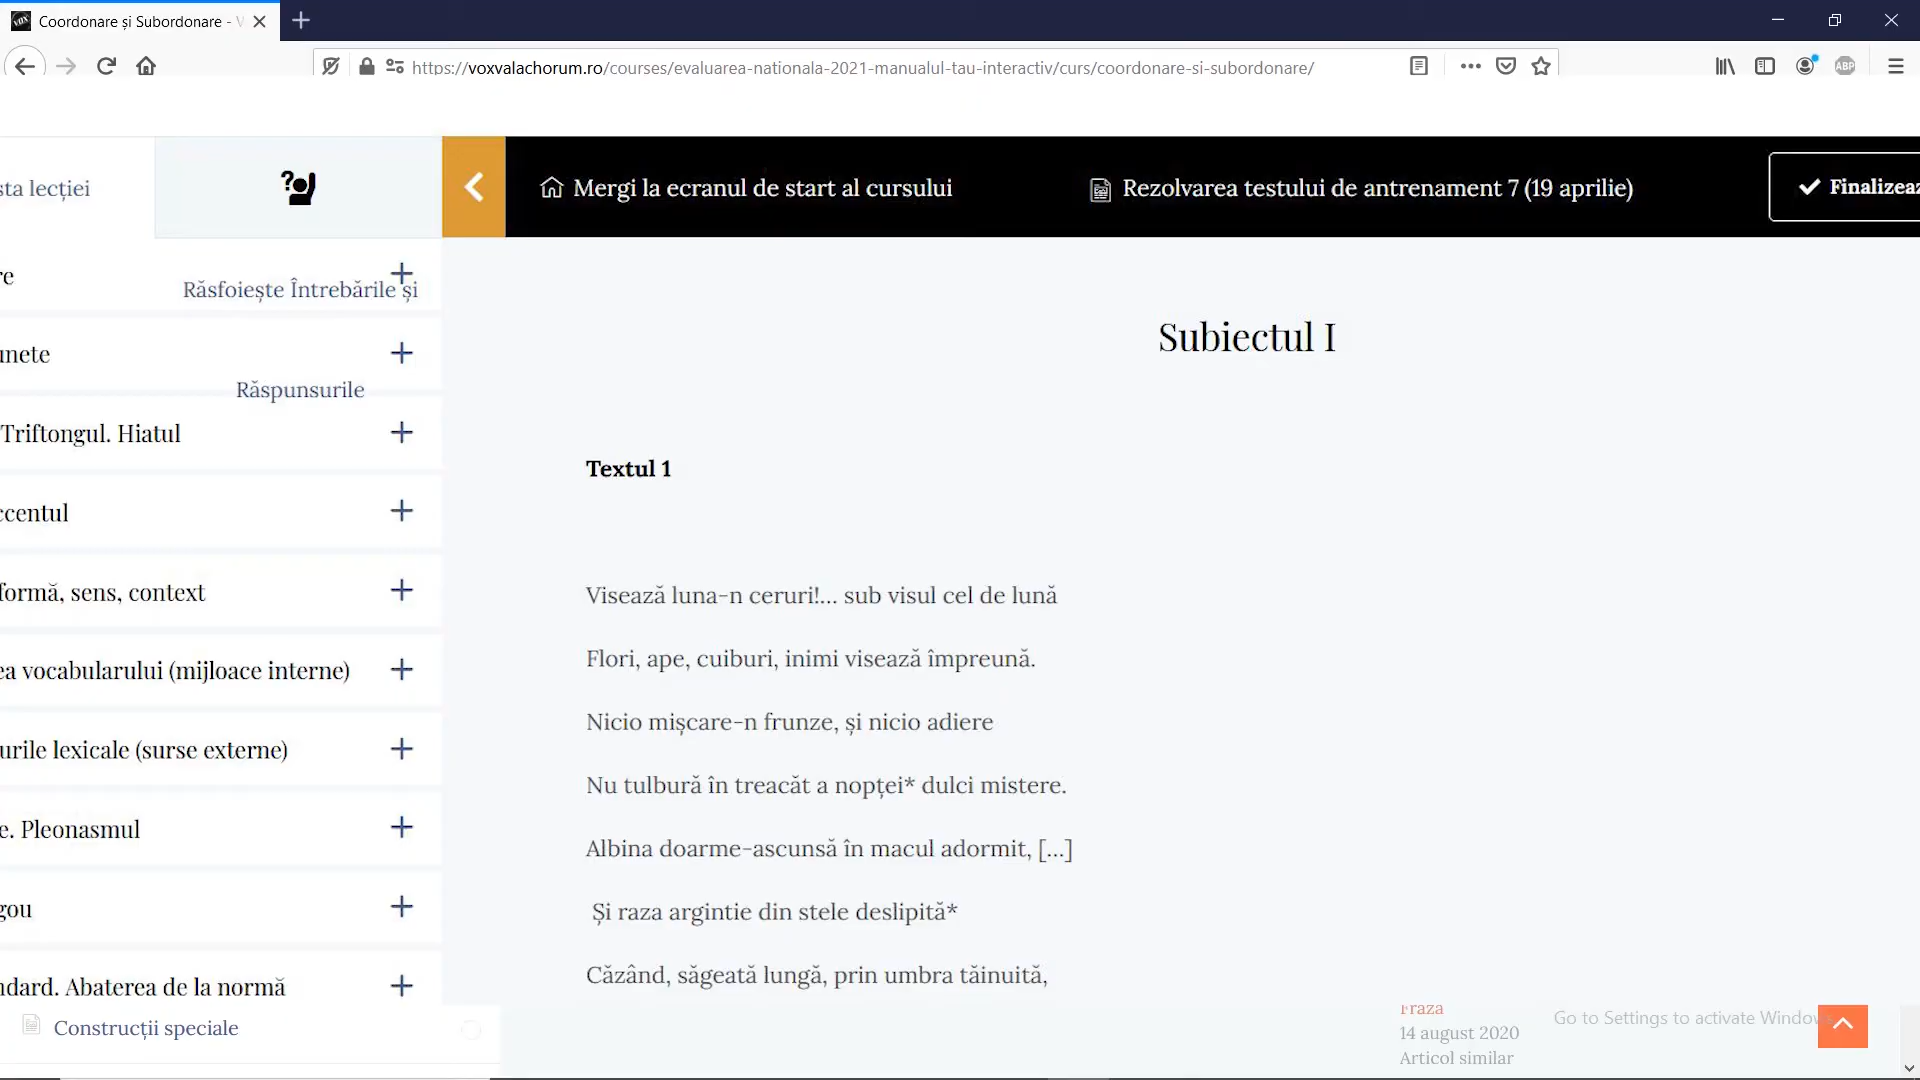 Coordonare și Subordonare - V
https://voxvalachorum.ro/courses/evaluarea-nationala-2021-manualul-tau-interactiv/curs/coordonare-si-subordonare/
ABP
sta lecției
Mergi la ecranul de start al cursului
Rezolvarea testului de antrenament 7 (19 aprilie)
Finalizeaz
re
Răsfoiește Întrebările și
unete
Răspunsurile
Triftongul. Hiatul
ccentul
formă, sens, context
ea vocabularului (mijloace interne)
urile lexicale (surse externe)
e. Pleonasmul
gou
ndard. Abaterea de la normă
Construcții speciale
Subiectul I
Textul 1
Visează luna-n ceruri!... sub visul cel de lună
Flori, ape, cuiburi, inimi visează împreună.
Nicio mișcare-n frunze, și nicio adiere
Nu tulbură în treacăt a nopței* dulci mistere.
Albina doarme-ascunsă în macul adormit, [...]
Și raza argintie din stele deslipită*
Căzând, săgeată lungă, prin umbra tăinuită,
Fraza
14 august 2020
Articol similar
Go to Settings to activate Window